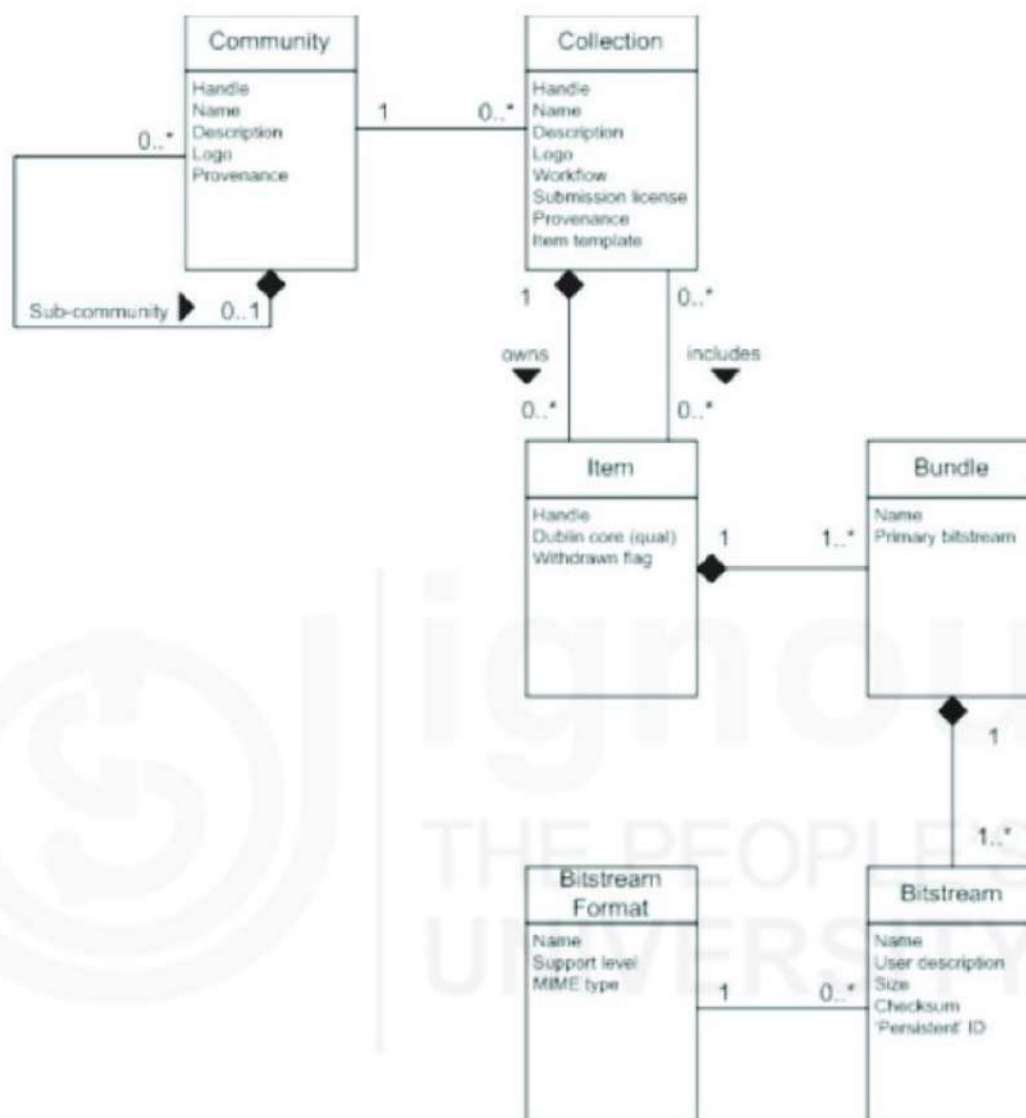 Community
Handle
Name
Description
Logo
Provenance
0..*
Sub-community
0..1
1
0..*
Collection
Handle
Name
Description
Logo
Workflow
Submission license
Provenance
Item template
1
0..*
owns
includes
0..*
0..*
Item
Handle
Dublin core (qual)
Withdrawn flag
1
1..*
Bundle
Name
Primary bitstream
1
1..*
Bitstream
Format
Name
Support level
MIME type
1
0..*
Bitstream
Name
User description
Size
Checksum
'Persistent' ID
ignou
THE PEOPLE'S
UNIVERSITY